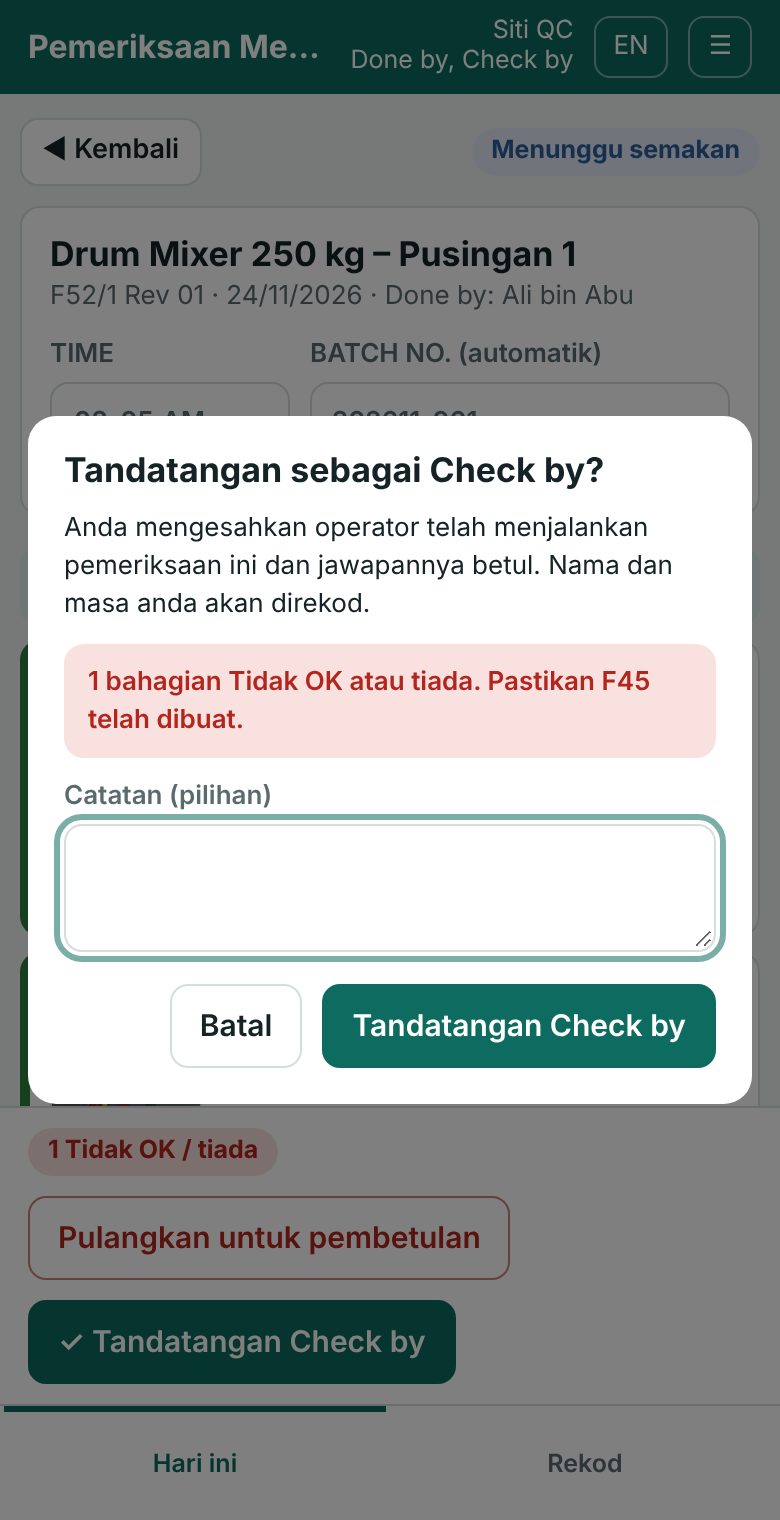 Pemeriksaan Me...
Siti QC
Done by, Check by
EN
☰
◀ Kembali
Menunggu semakan
Drum Mixer 250 kg – Pusingan 1
F52/1 Rev 01 · 24/11/2026 · Done by: Ali bin Abu
TIME
BATCH NO. (automatik)
Tandatangan sebagai Check by?
Anda mengesahkan operator telah menjalankan
pemeriksaan ini dan jawapannya betul. Nama dan
masa anda akan direkod.
1 bahagian Tidak OK atau tiada. Pastikan F45
telah dibuat.
Catatan (pilihan)
Batal
Tandatangan Check by
1 Tidak OK / tiada
Pulangkan untuk pembetulan
✓ Tandatangan Check by
Hari ini
Rekod